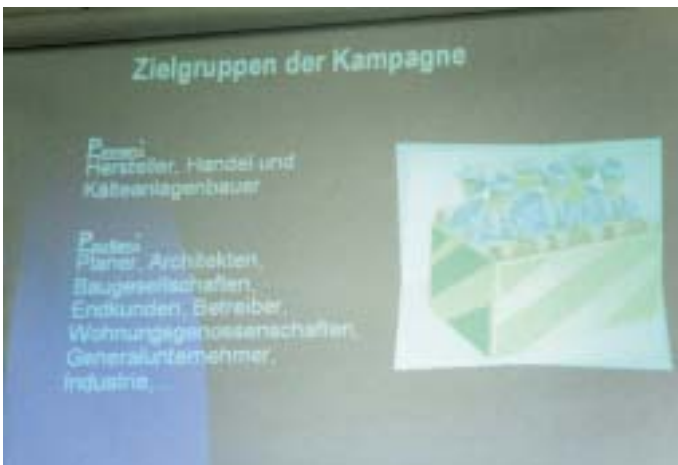 Zielgruppen der Kampagne
Hersteller, Handel und
Kälteanlagenbauer
Planer, Architekten,
Baugesellschaften,
Endkunden, Betreiber,
Wohnungsgenossenschaften,
Generalunternehmer,
Industrie,...